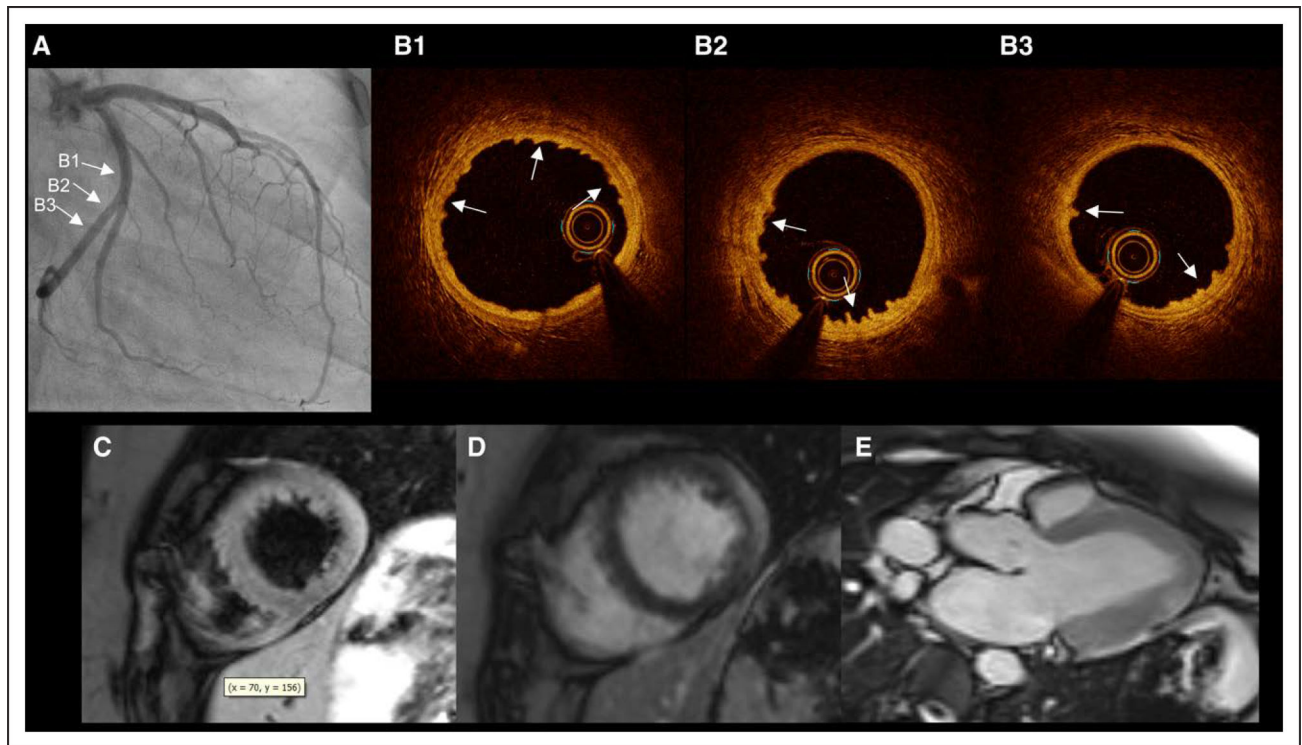 A
B1
B2
B3
B1
B2
B3
C
D
E
(x = 70, y = 156)